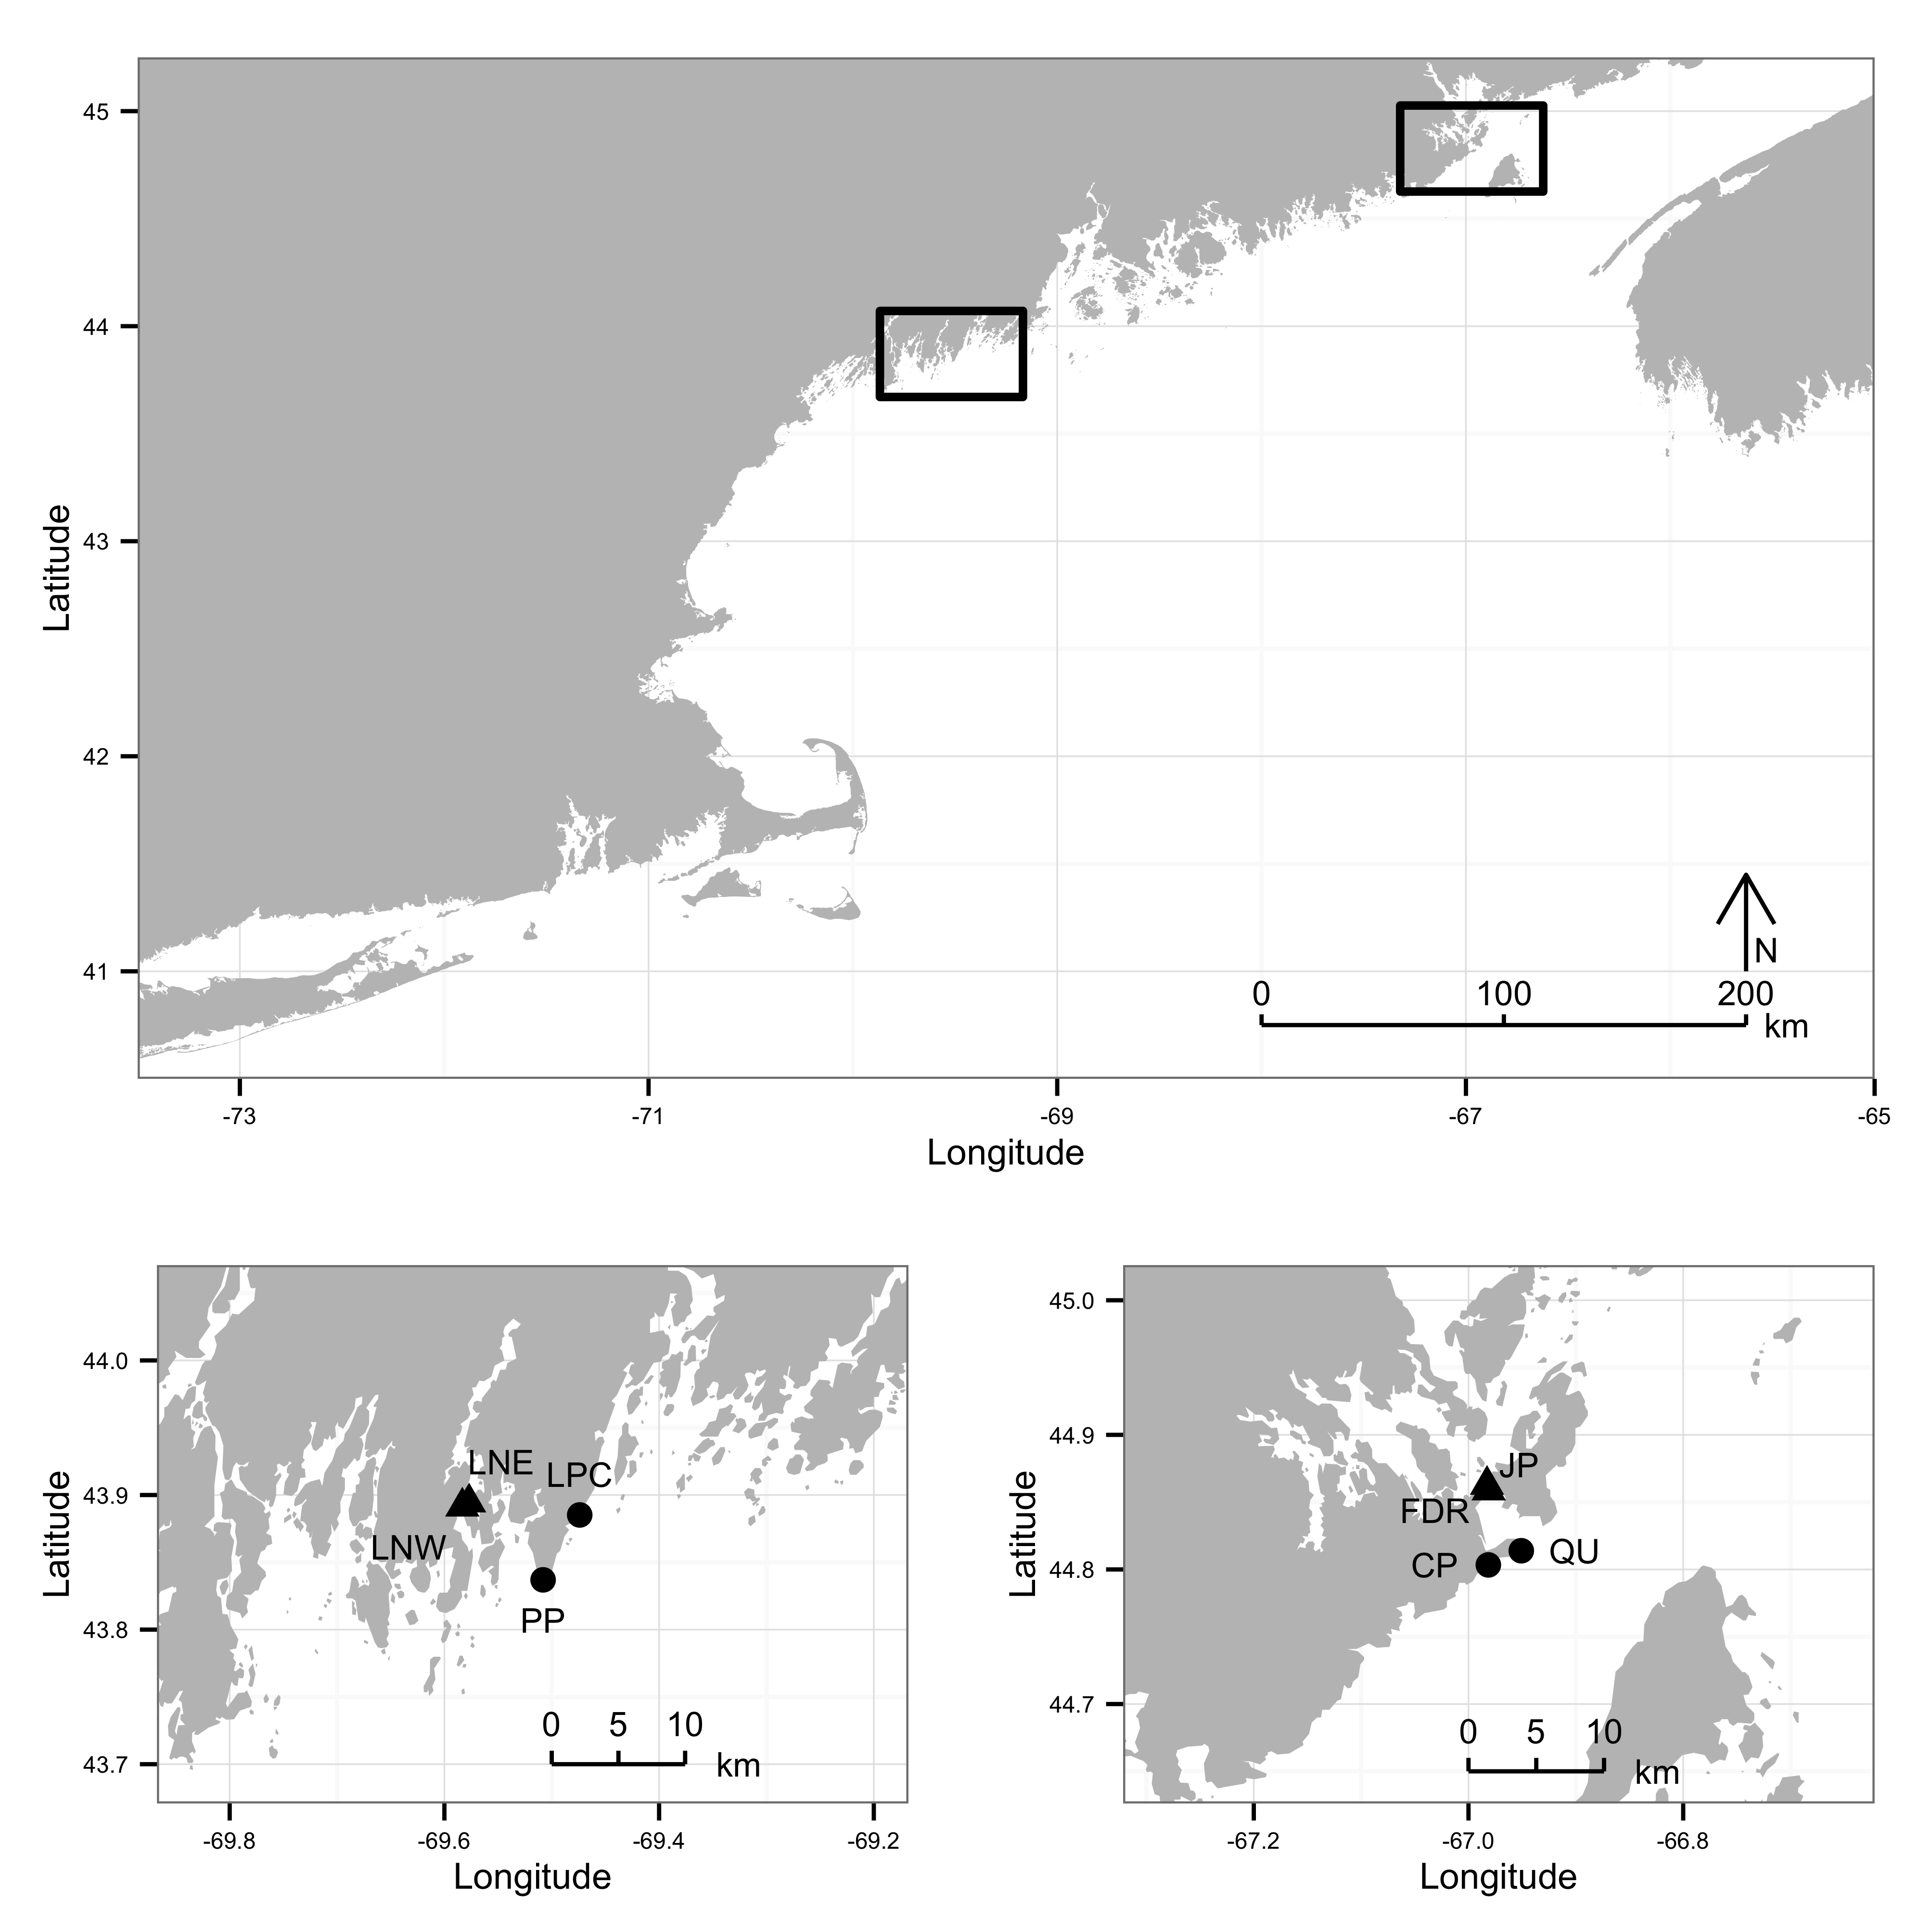 45
44
43
42
41
Latitude
N
0 100 200
km
-73 -71 -69 -67 -65
Longitude
44.0
43.9
43.8
43.7
Latitude
LNE
LPC
LNW
PP
0 5 10
km
-69.8 -69.6 -69.4 -69.2
Longitude
45.0
44.9
44.8
44.7
Latitude
JP
FDR
CP
QU
0 5 10
km
-67.2 -67.0 -66.8
Longitude